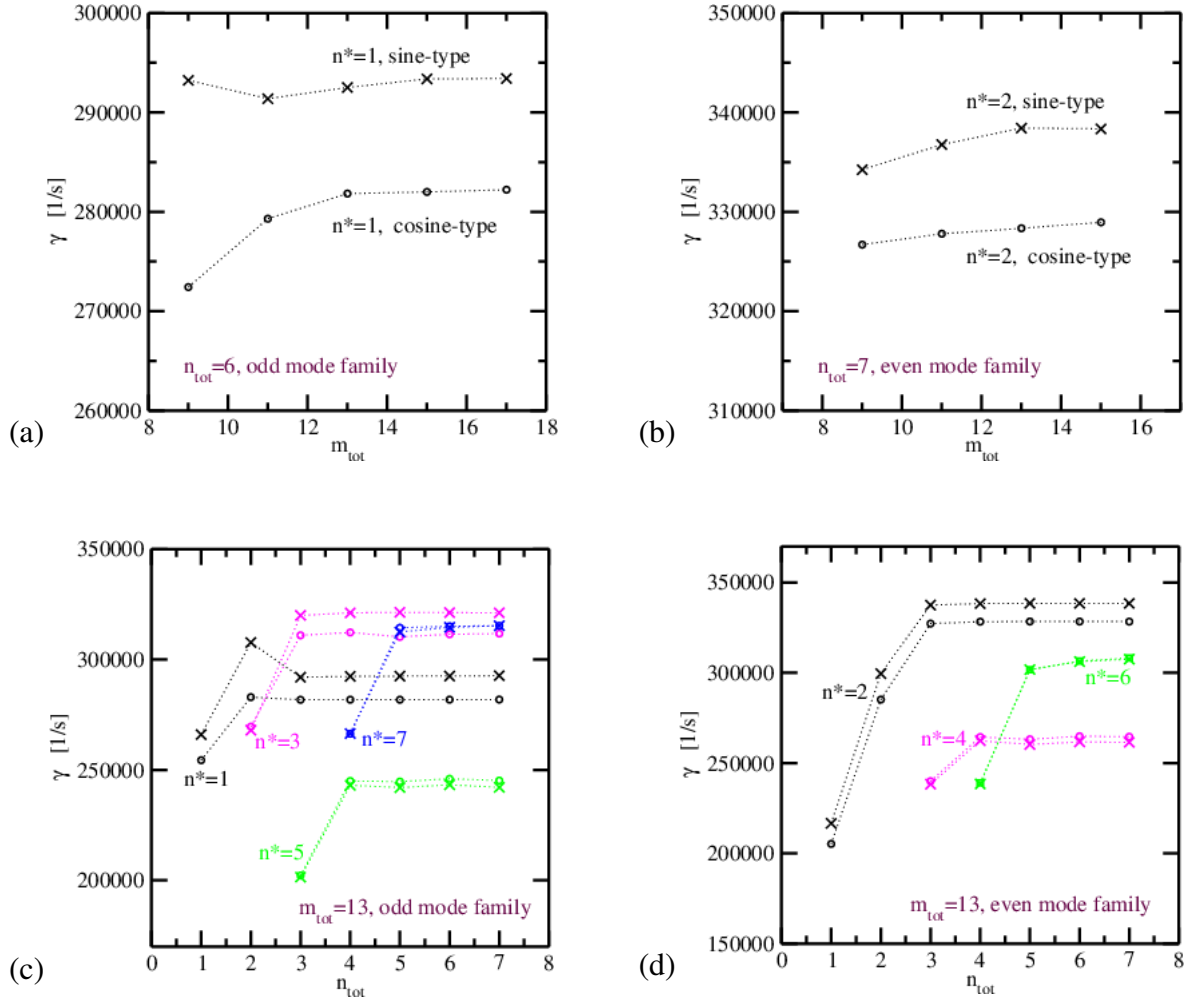 350000
300000
n*=1, sine-type
290000
340000
n*=2, sine-type
γ [1/s]
280000
n*=1, cosine-type
γ [1/s]
330000
n*=2, cosine-type
270000
320000
n_tot=6, odd mode family
n_tot=7, even mode family
260000
310000
(a)
8 10 12 14 16 18
m_tot
(b)
8 10 12 14 16
m_tot
350000
350000
300000
n*=2
300000
n*=6
n*=3
n*=7
γ [1/s]
250000
n*=1
γ [1/s]
n*=4
250000
n*=5
200000
200000
m_tot=13, odd mode family
m_tot=13, even mode family
150000
(c)
0 1 2 3 4 5 6 7 8
n_tot
(d)
0 1 2 3 4 5 6 7 8
n_tot